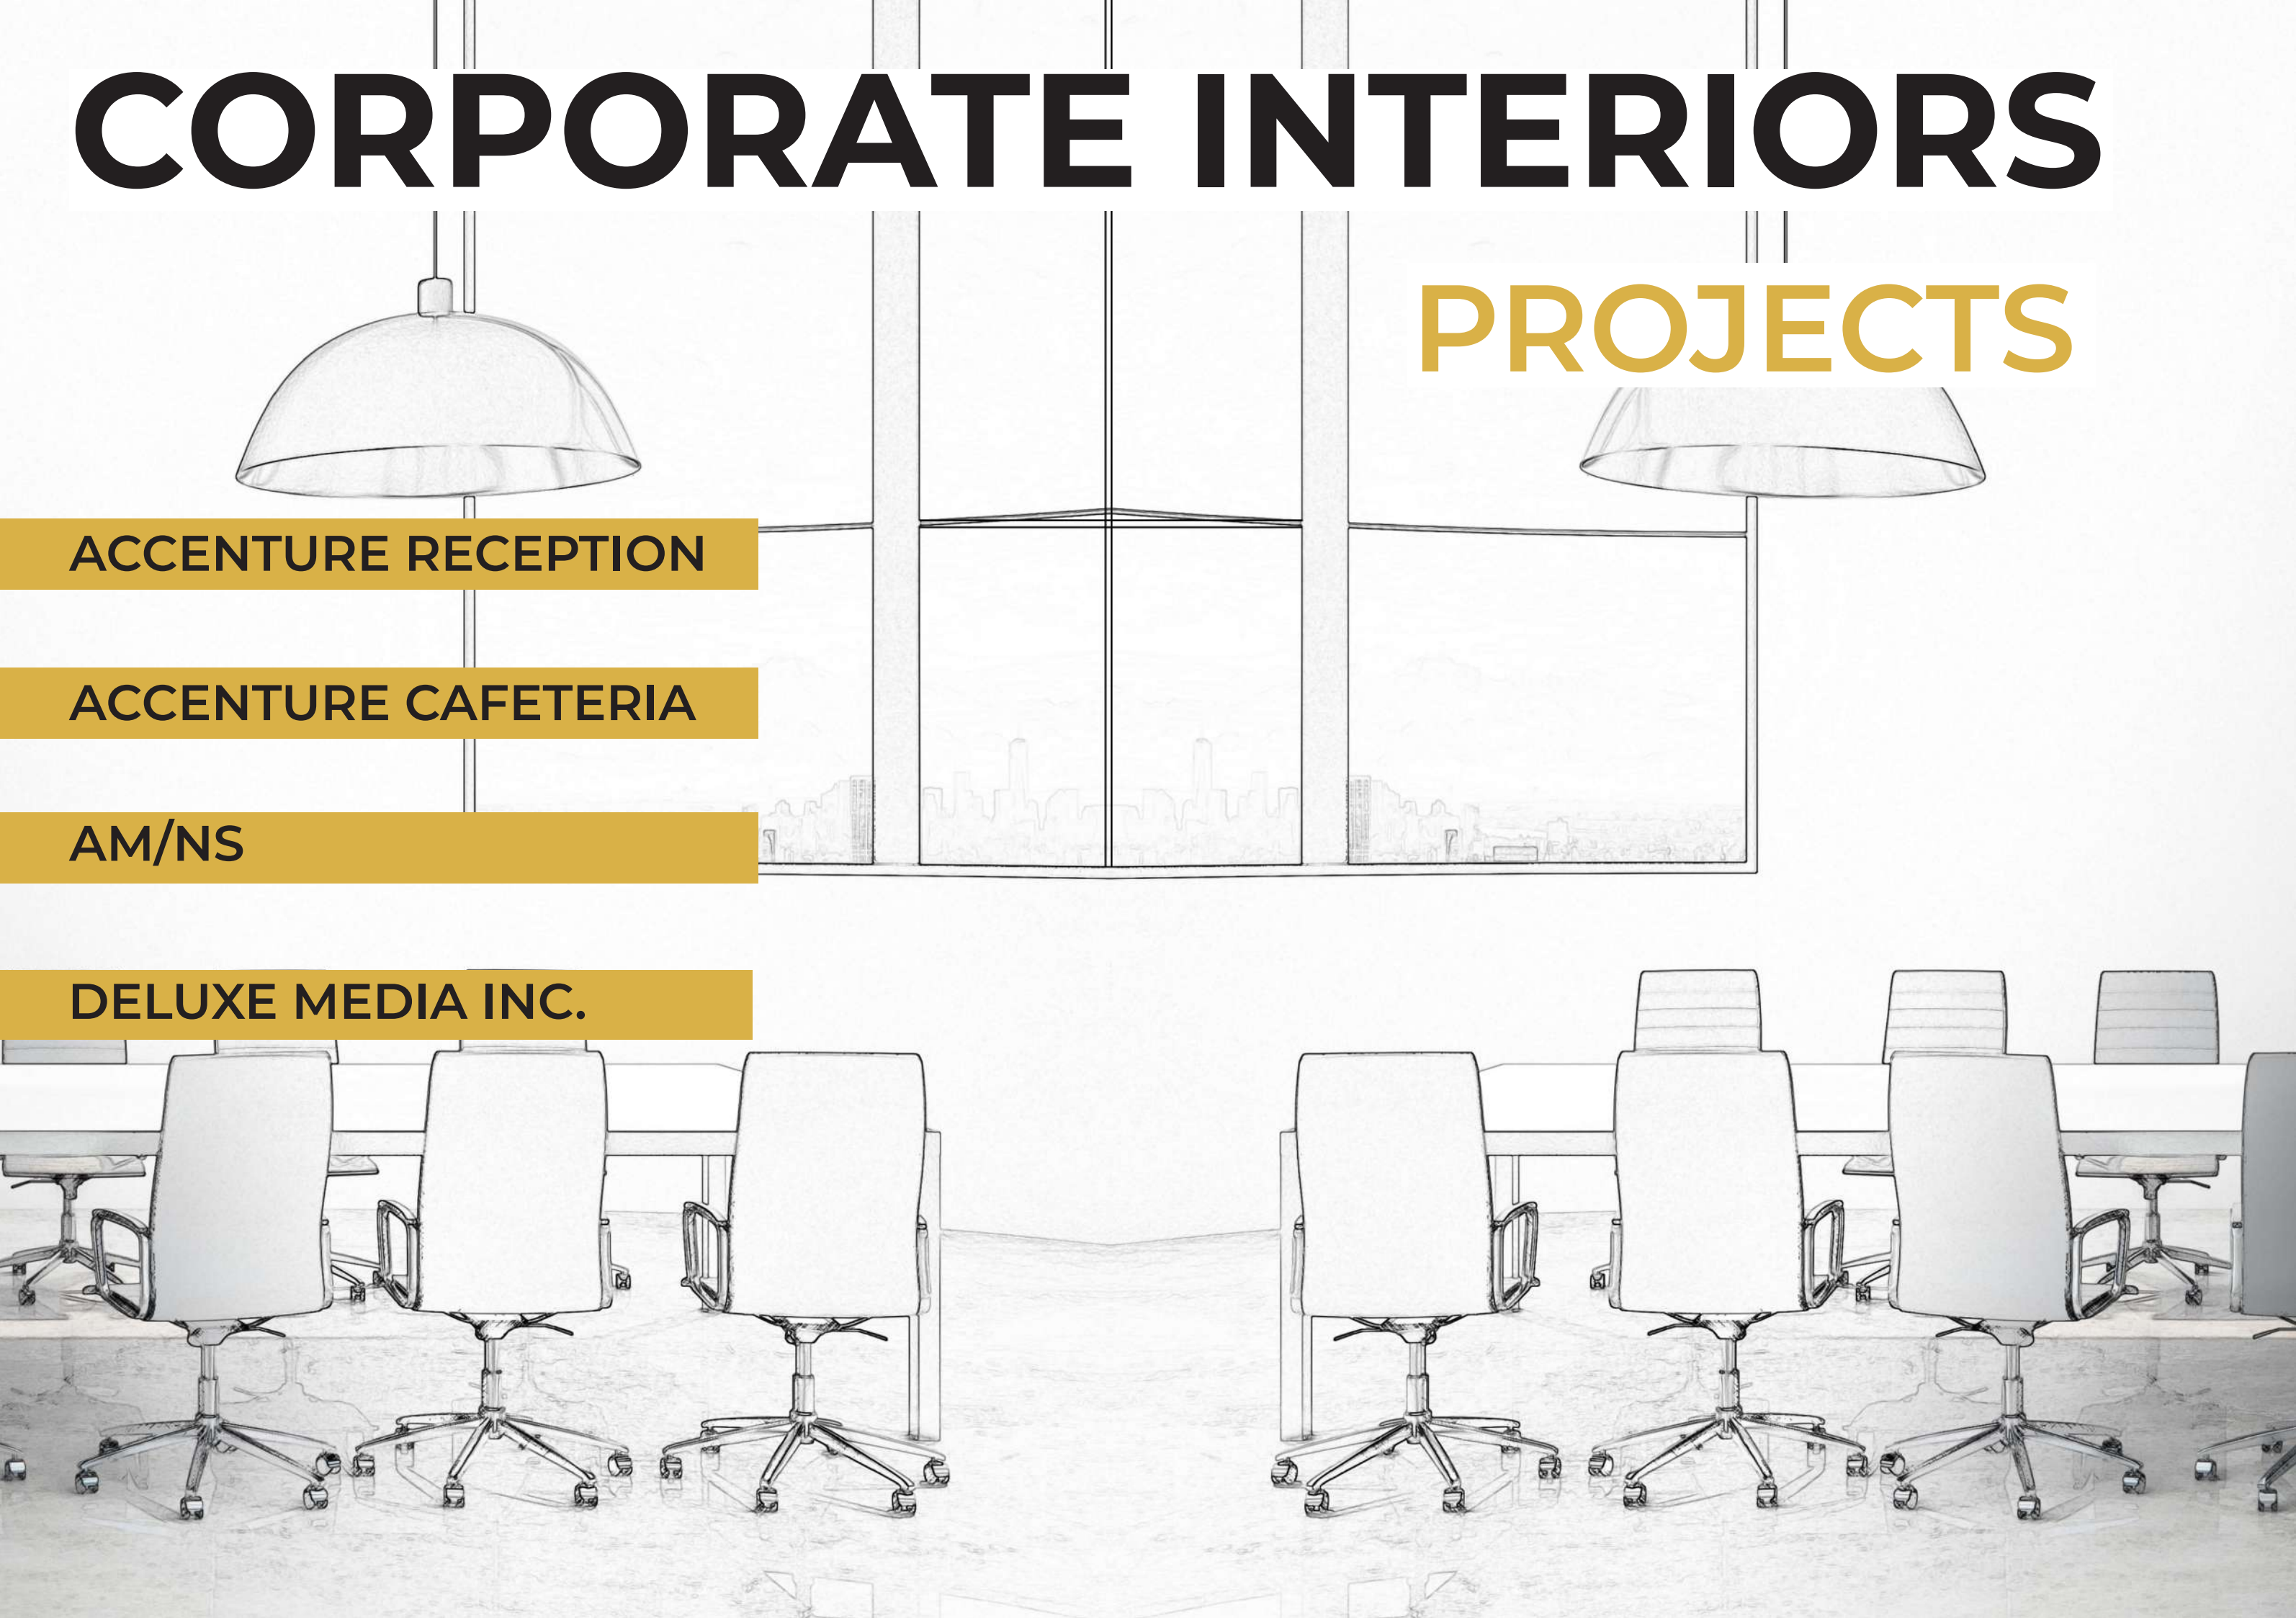 CORPORATE INTERIORS
PROJECTS
ACCENTURE RECEPTION
ACCENTURE CAFETERIA
AM/NS
DELUXE MEDIA INC.